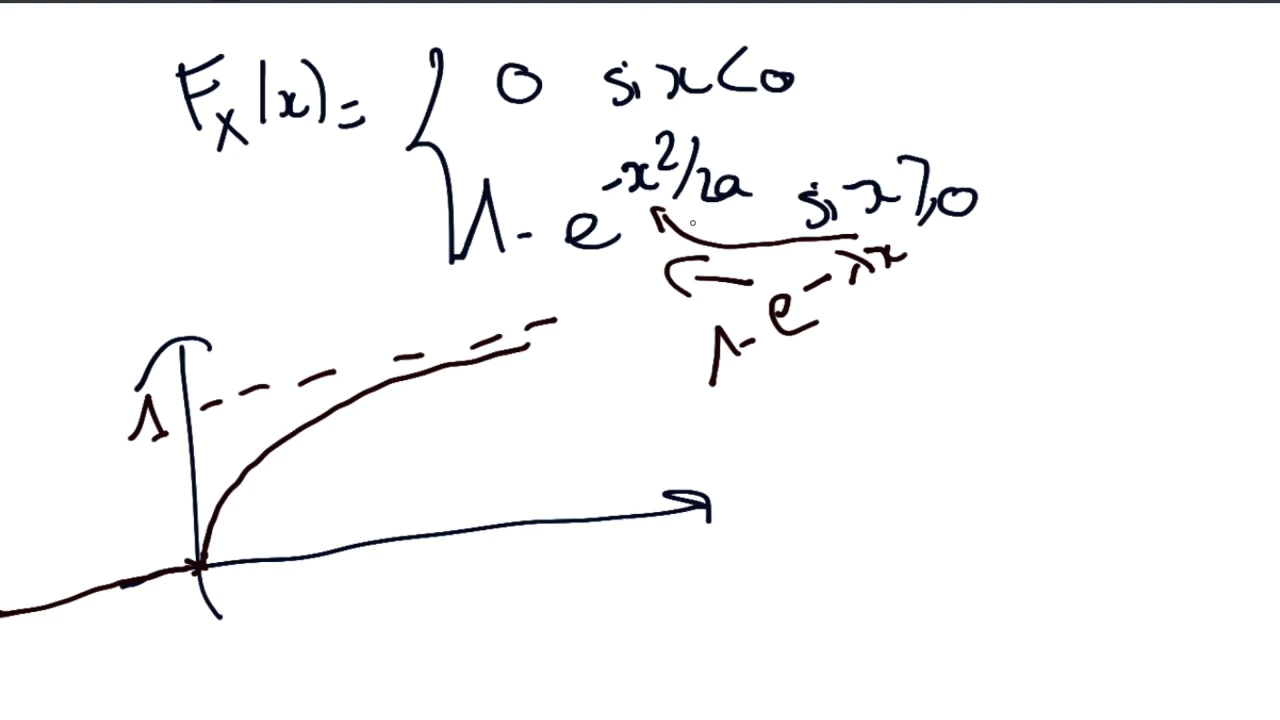 F_X(x) = { 0 si x < 0
1 - e^{-x²/2a} si x ≥ 0
1 - e^{-λx}
1